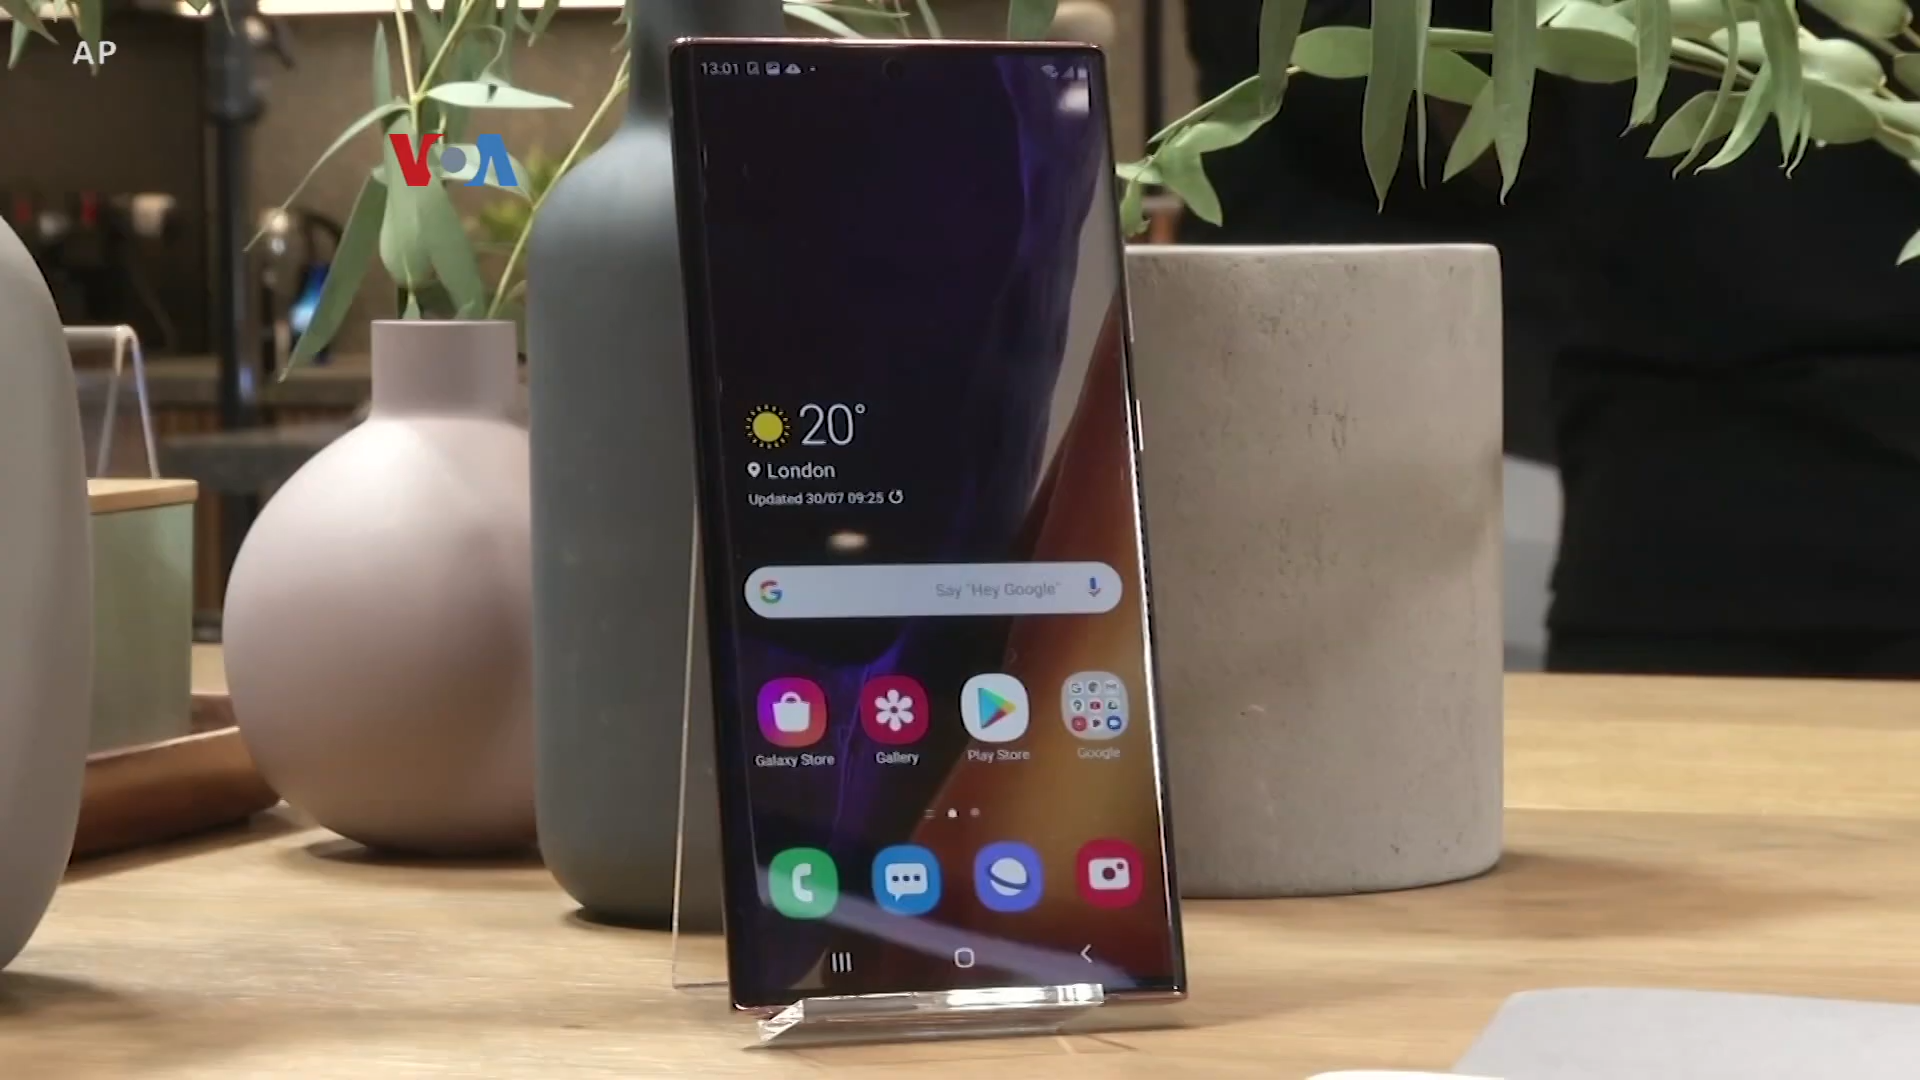 AP
VOA
13:01
20°
London
Updated 30/07 09:25
Say "Hey Google"
Galaxy Store
Gallery
Play Store
Google